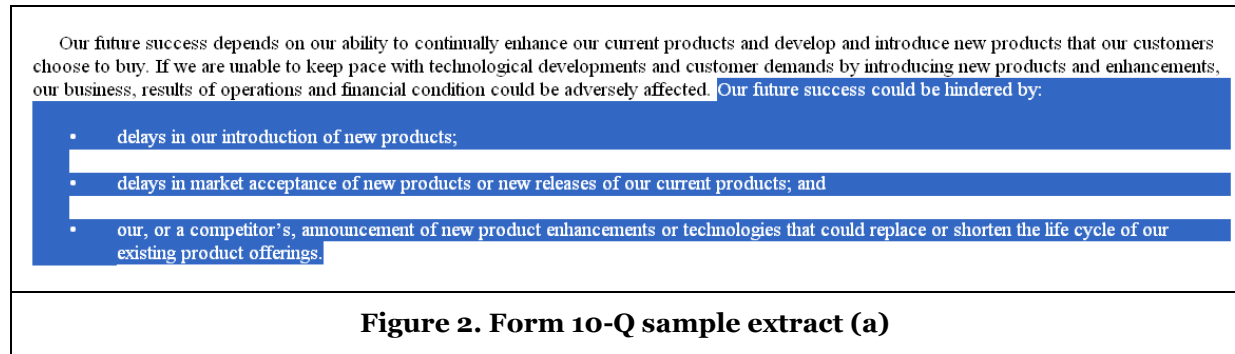 Our future success depends on our ability to continually enhance our current products and develop and introduce new products that our customers
choose to buy. If we are unable to keep pace with technological developments and customer demands by introducing new products and enhancements,
our business, results of operations and financial condition could be adversely affected. Our future success could be hindered by:
• delays in our introduction of new products;
• delays in market acceptance of new products or new releases of our current products; and
• our, or a competitor's, announcement of new product enhancements or technologies that could replace or shorten the life cycle of our
existing product offerings.
Figure 2. Form 10-Q sample extract (a)